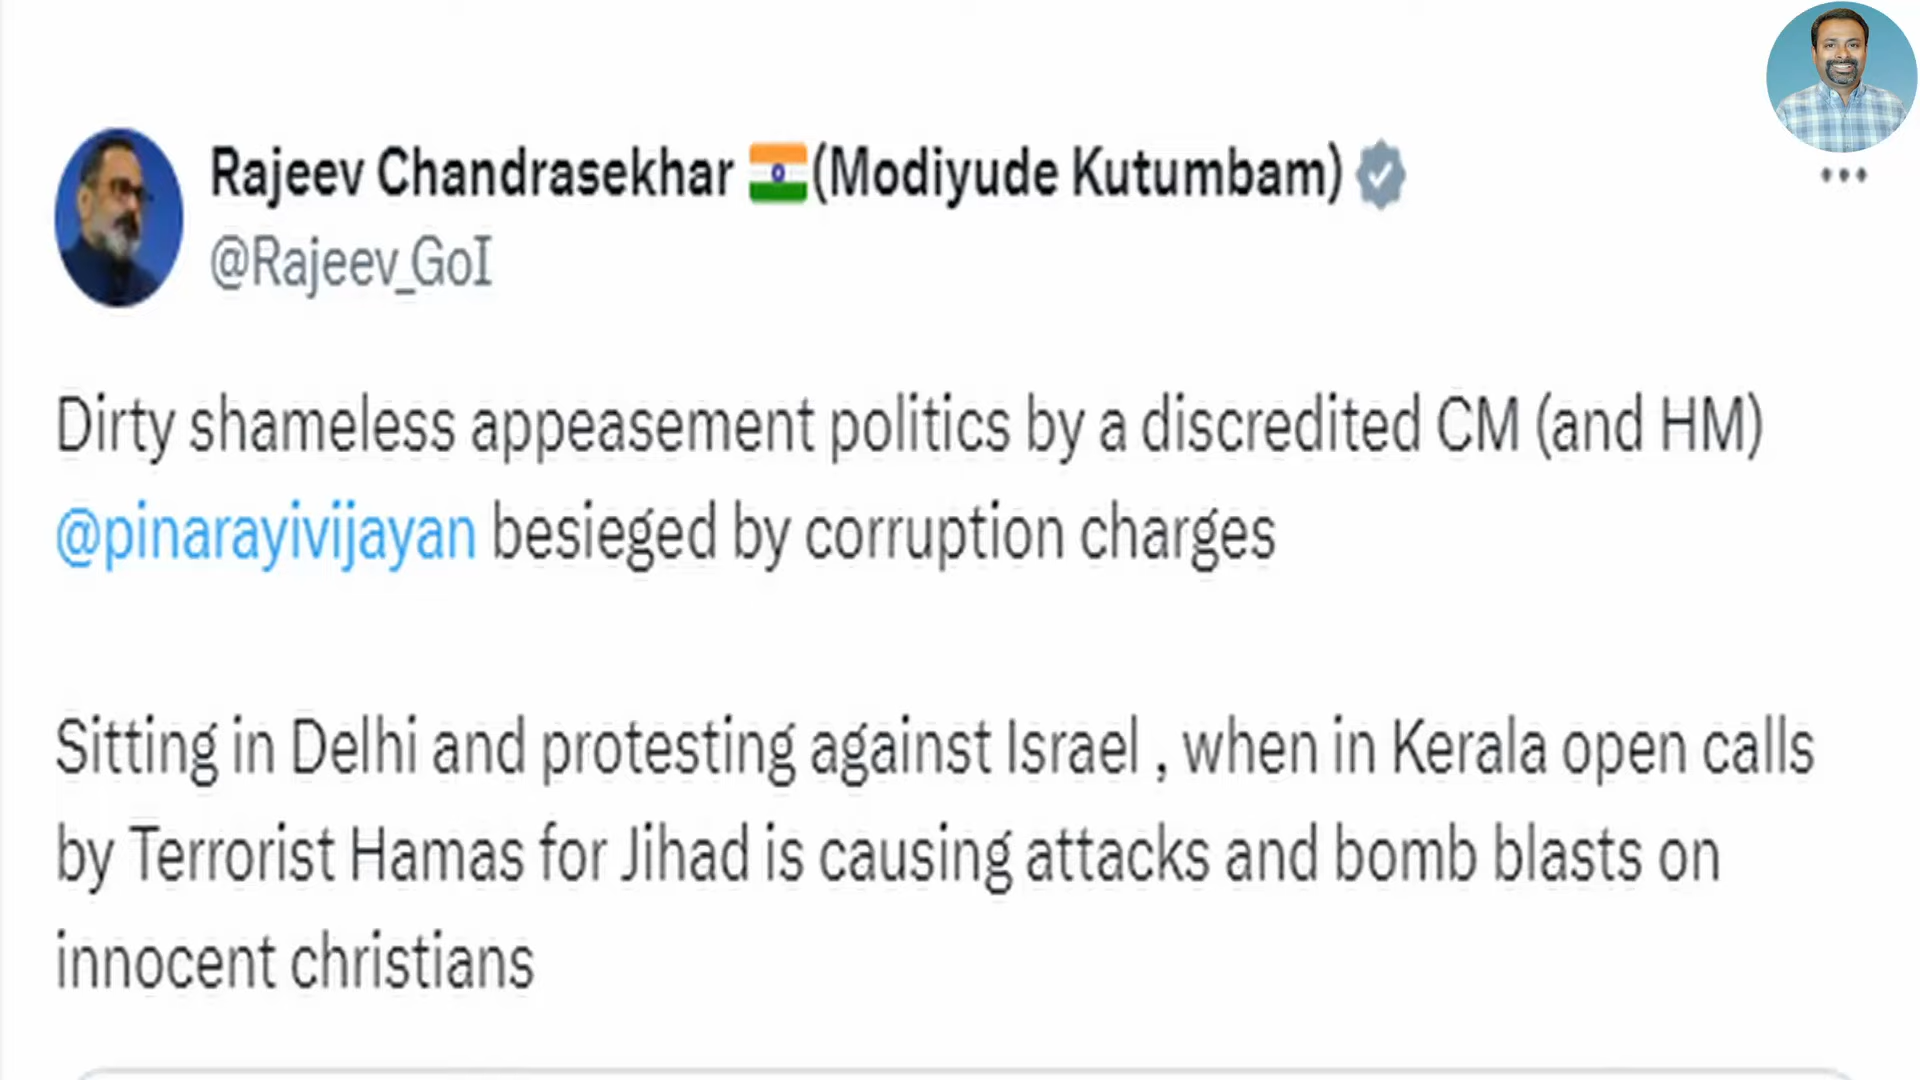 Rajeev Chandrasekhar 🇮🇳(Modiyude Kutumbam)
@Rajeev_GoI
Dirty shameless appeasement politics by a discredited CM (and HM)
@pinarayivijayan besieged by corruption charges
Sitting in Delhi and protesting against Israel , when in Kerala open calls
by Terrorist Hamas for Jihad is causing attacks and bomb blasts on
innocent christians